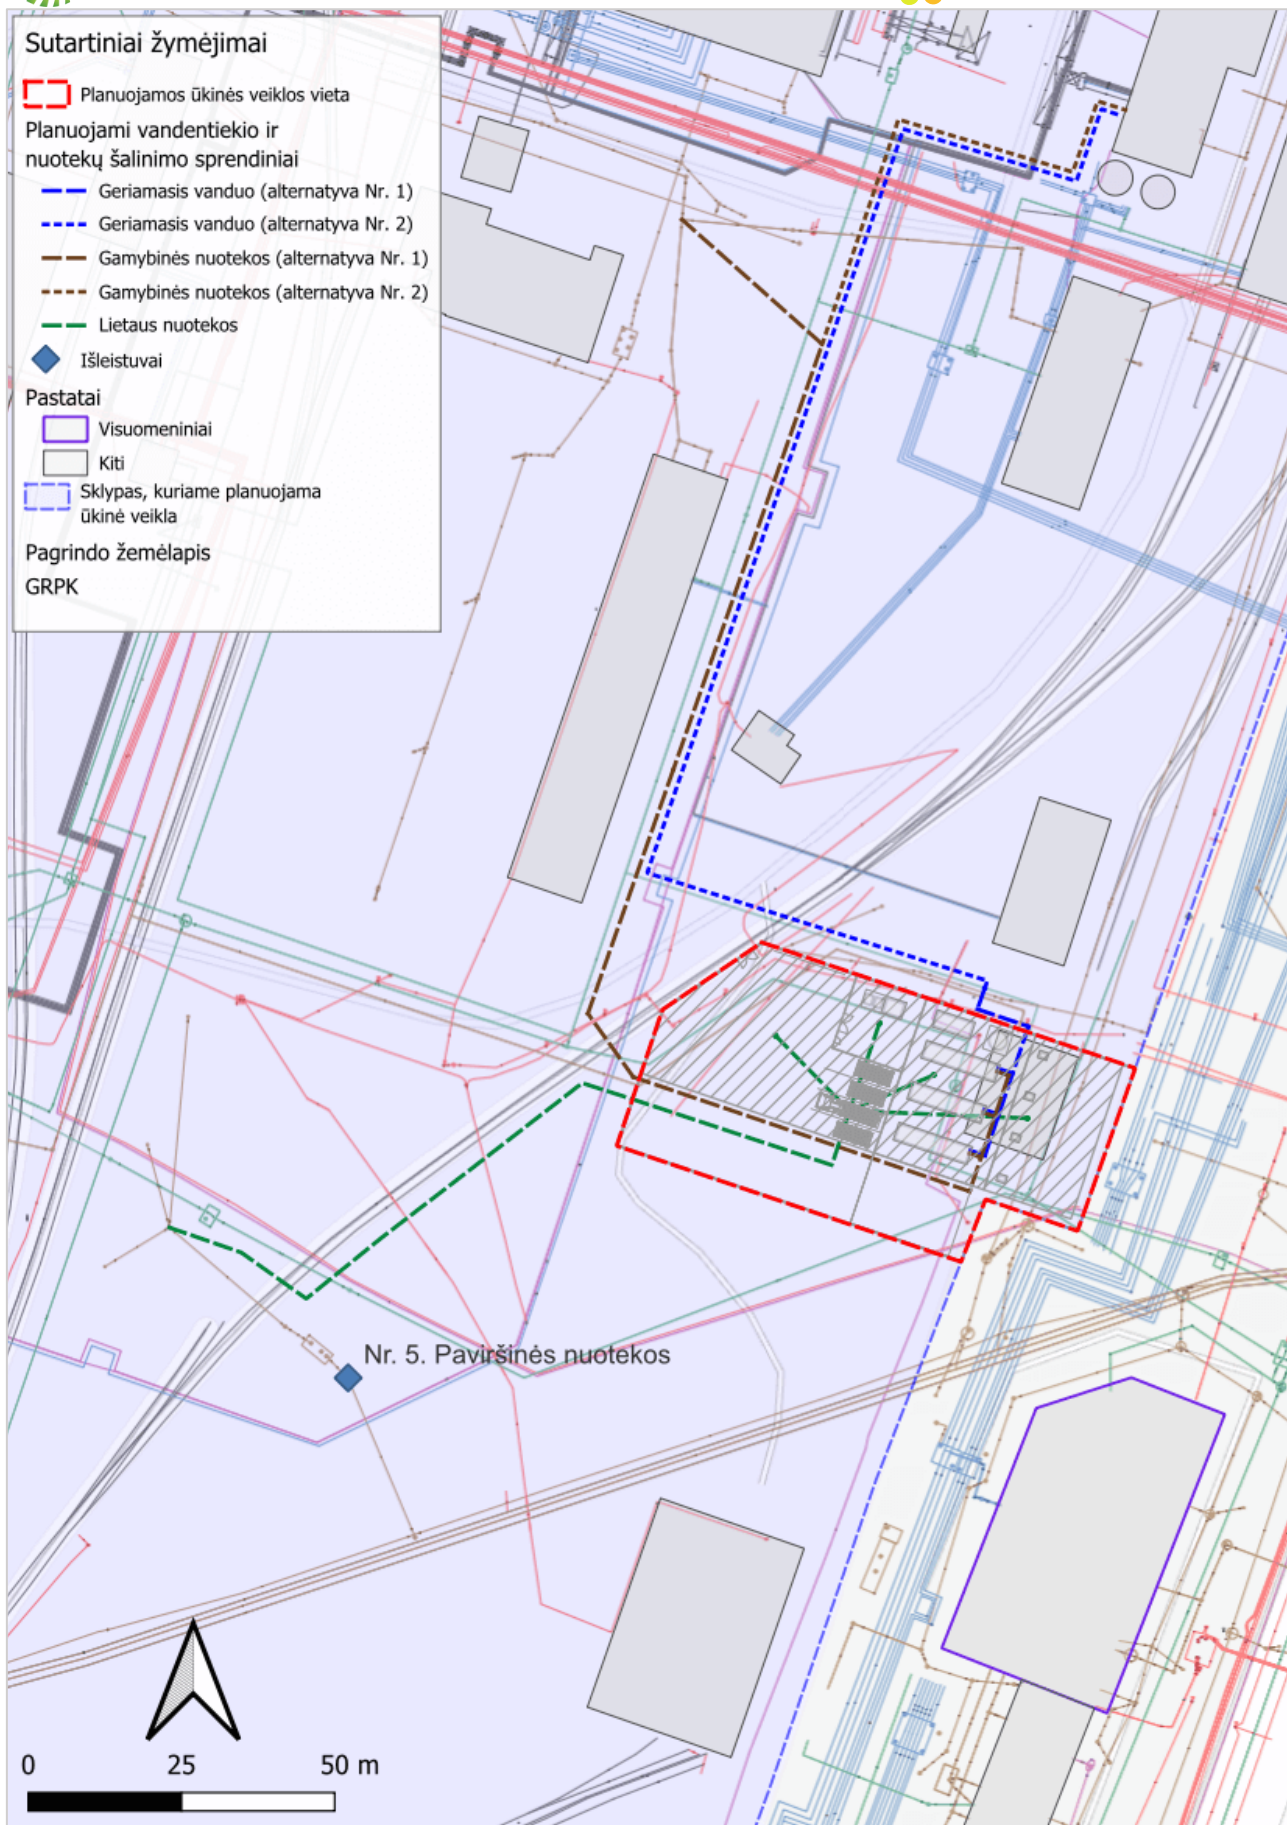 Sutartiniai žymėjimai
Planuojamos ūkinės veiklos vieta
Planuojami vandentiekio ir
nuotekų šalinimo sprendiniai
Geriamasis vanduo (alternatyva Nr. 1)
Geriamasis vanduo (alternatyva Nr. 2)
Gamybinės nuotekos (alternatyva Nr. 1)
Gamybinės nuotekos (alternatyva Nr. 2)
Lietaus nuotekos
Išleistuvai
Pastatai
Visuomeniniai
Kiti
Sklypas, kuriame planuojama
ūkinė veikla
Pagrindo žemėlapis
GRPK
Nr. 5. Paviršinės nuotekos
0 25 50 m